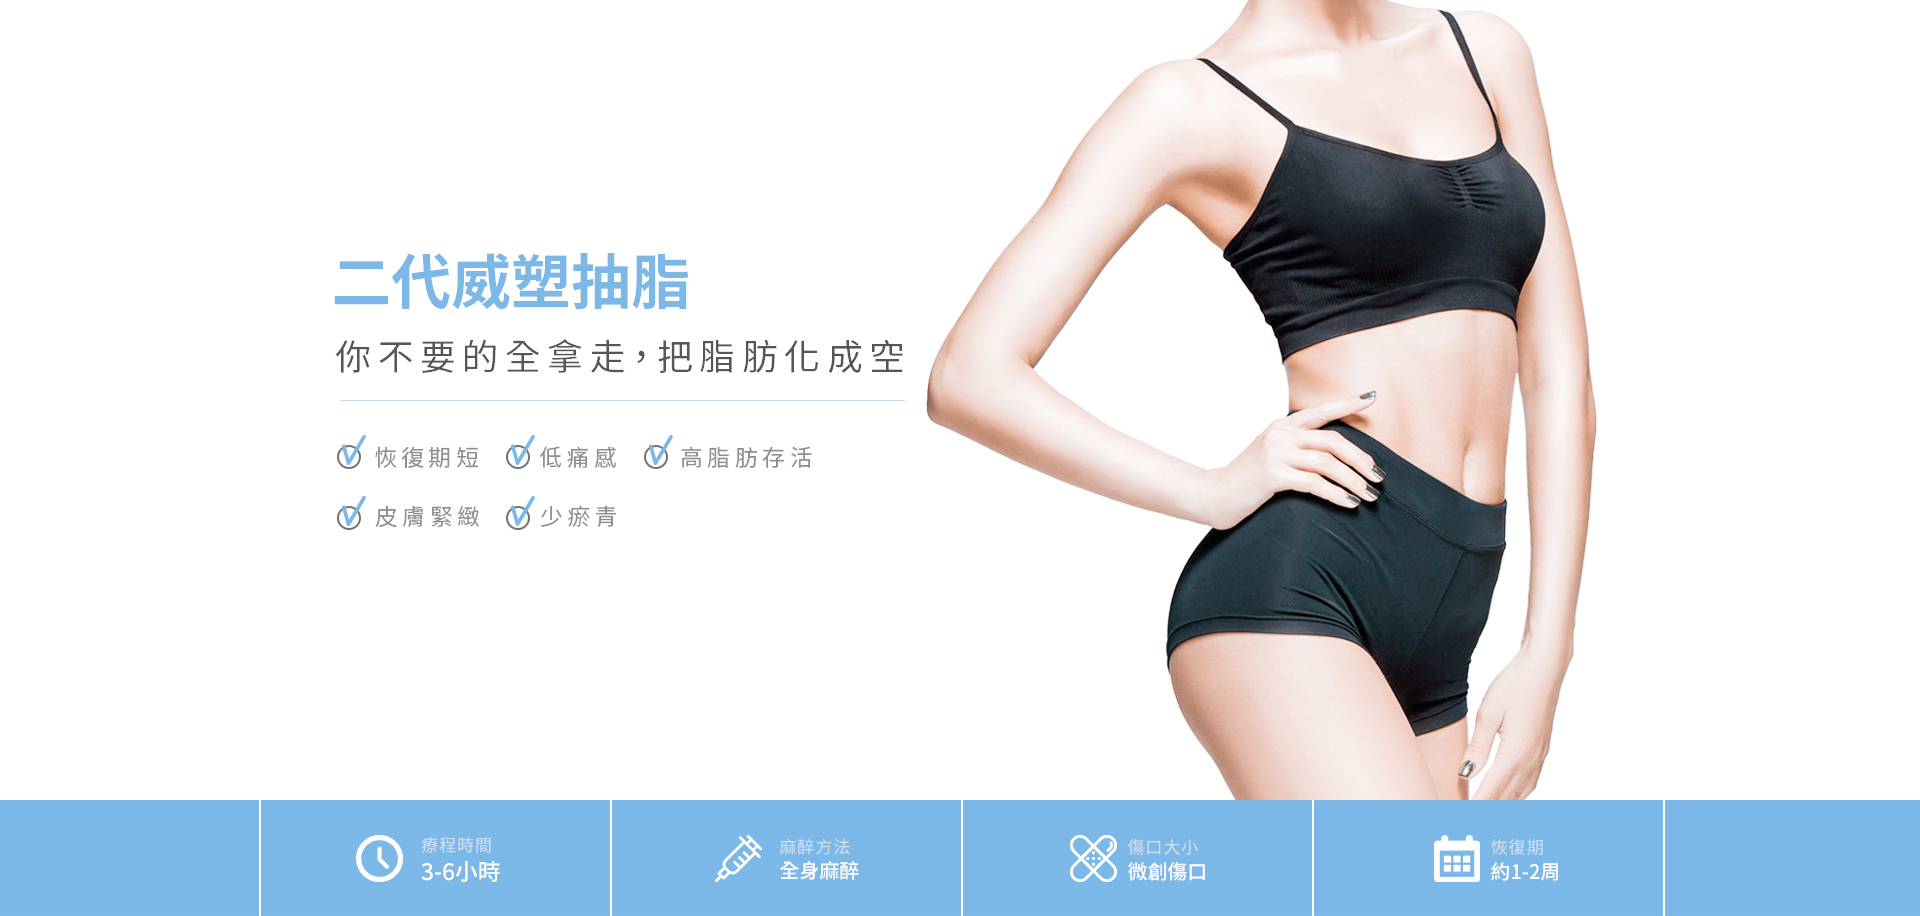 二代威塑抽脂
你不要的全拿走，把脂肪化成空
恢復期短 低痛感 高脂肪存活
皮膚緊緻 少瘀青
療程時間
3-6小時
麻醉方法
全身麻醉
傷口大小
微創傷口
恢復期
約1-2周